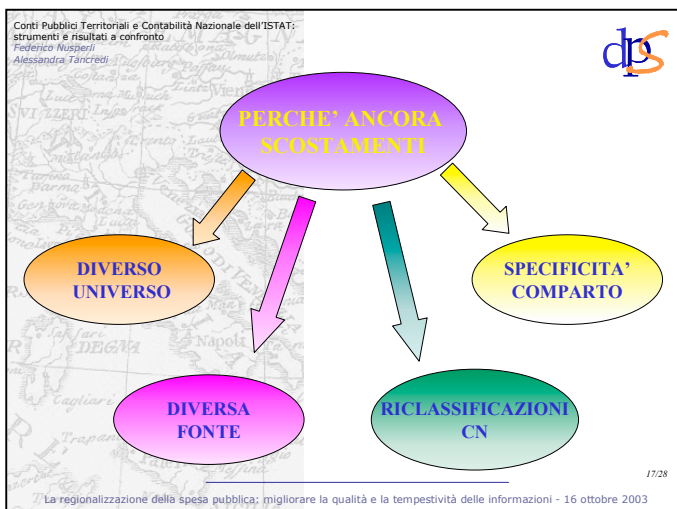 Conti Pubblici Territoriali e Contabilità Nazionale dell'ISTAT:
strumenti e risultati a confronto
Federico Nusperli
Alessandra Tancredi
dps
PERCHE' ANCORA
SCOSTAMENTI
DIVERSO
UNIVERSO
SPECIFICITA'
COMPARTO
DIVERSA
FONTE
RICLASSIFICAZIONI
CN
17/28
La regionalizzazione della spesa pubblica: migliorare la qualità e la tempestività delle informazioni - 16 ottobre 2003